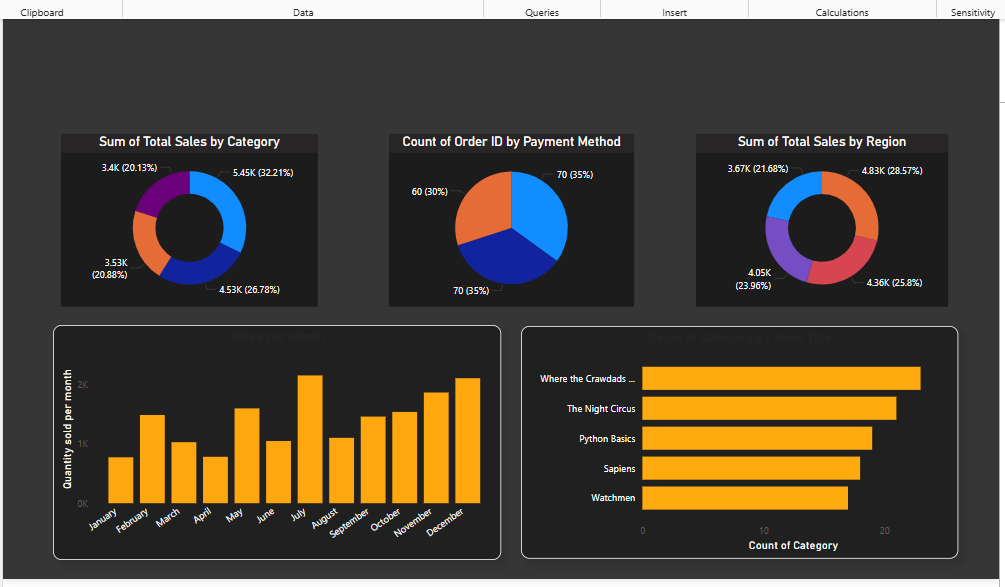 Clipboard
Data
Queries
Insert
Calculations
Sensitivity
Sum of Total Sales by Category
3.4K (20.13%)
5.45K (32.21%)
3.53K
(20.88%)
4.53K (26.78%)
Count of Order ID by Payment Method
60 (30%)
70 (35%)
70 (35%)
Sum of Total Sales by Region
3.67K (21.68%)
4.83K (28.57%)
4.05K
(23.96%)
4.36K (25.8%)
Quantity sold per month
2K
1K
0K
January
February
March
April
May
June
July
August
September
October
November
December
Where the Crawdads ...
The Night Circus
Python Basics
Sapiens
Watchmen
0
10
20
Count of Category